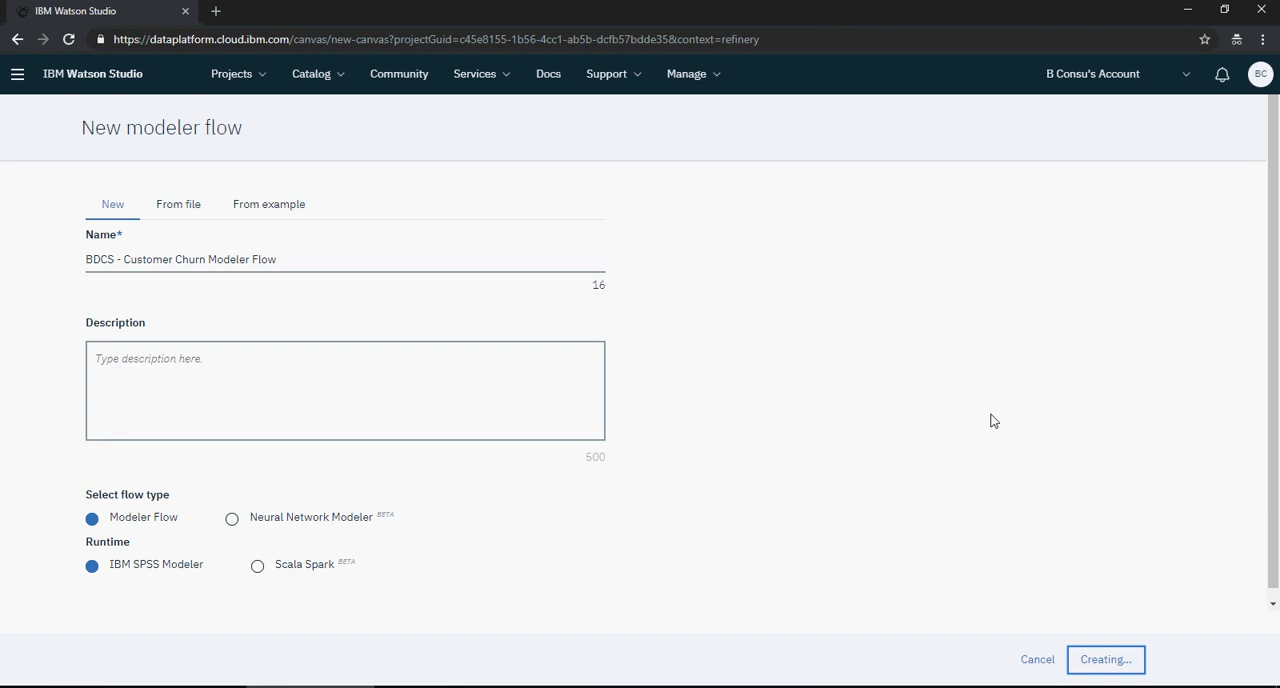 IBM Watson Studio
https://dataplatform.cloud.ibm.com/canvas/new-canvas?projectGuid=c45e8155-1b56-4cc1-ab5b-dcfb57bdde35&context=refinery
IBM Watson Studio Projects Catalog Community Services Docs Support Manage B Consu's Account BC
New modeler flow
New From file From example
Name*
BDCS - Customer Churn Modeler Flow
16
Description
Type description here.
500
Select flow type
Modeler Flow Neural Network Modeler BETA
Runtime
IBM SPSS Modeler Scala Spark BETA
Cancel Creating...